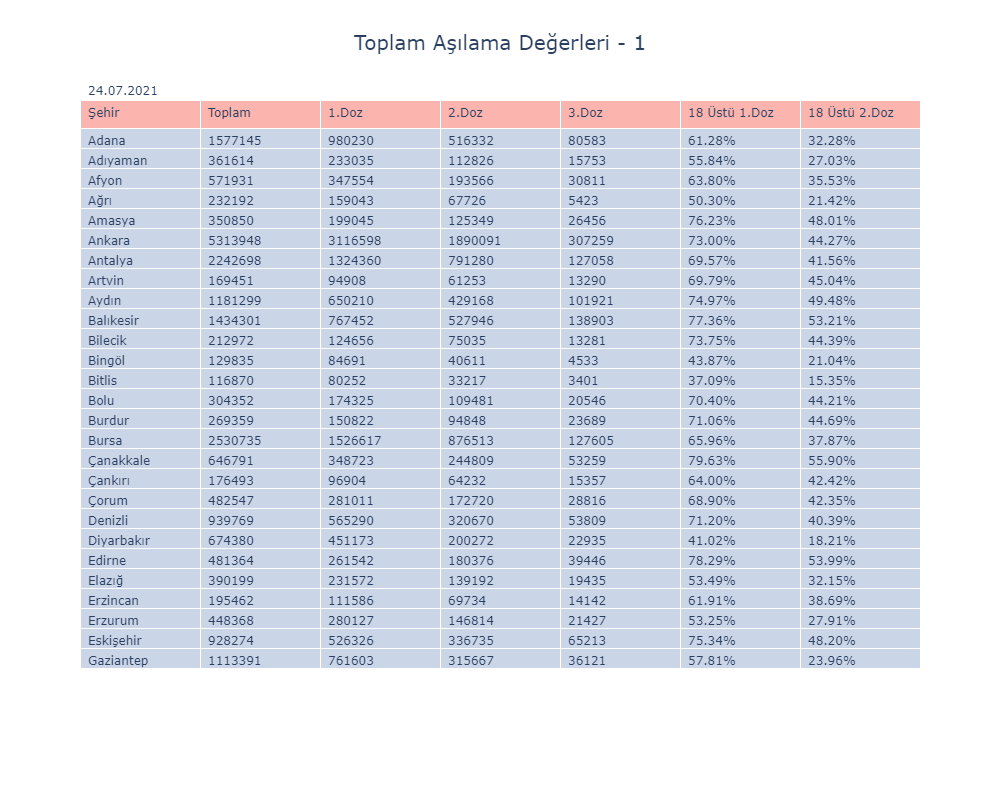 Toplam Aşılama Değerleri - 1
24.07.2021
Şehir Toplam 1.Doz 2.Doz 3.Doz 18 Üstü 1.Doz 18 Üstü 2.Doz
Adana 1577145 980230 516332 80583 61.28% 32.28%
Adıyaman 361614 233035 112826 15753 55.84% 27.03%
Afyon 571931 347554 193566 30811 63.80% 35.53%
Ağrı 232192 159043 67726 5423 50.30% 21.42%
Amasya 350850 199045 125349 26456 76.23% 48.01%
Ankara 5313948 3116598 1890091 307259 73.00% 44.27%
Antalya 2242698 1324360 791280 127058 69.57% 41.56%
Artvin 169451 94908 61253 13290 69.79% 45.04%
Aydın 1181299 650210 429168 101921 74.97% 49.48%
Balıkesir 1434301 767452 527946 138903 77.36% 53.21%
Bilecik 212972 124656 75035 13281 73.75% 44.39%
Bingöl 129835 84691 40611 4533 43.87% 21.04%
Bitlis 116870 80252 33217 3401 37.09% 15.35%
Bolu 304352 174325 109481 20546 70.40% 44.21%
Burdur 269359 150822 94848 23689 71.06% 44.69%
Bursa 2530735 1526617 876513 127605 65.96% 37.87%
Çanakkale 646791 348723 244809 53259 79.63% 55.90%
Çankırı 176493 96904 64232 15357 64.00% 42.42%
Çorum 482547 281011 172720 28816 68.90% 42.35%
Denizli 939769 565290 320670 53809 71.20% 40.39%
Diyarbakır 674380 451173 200272 22935 41.02% 18.21%
Edirne 481364 261542 180376 39446 78.29% 53.99%
Elazığ 390199 231572 139192 19435 53.49% 32.15%
Erzincan 195462 111586 69734 14142 61.91% 38.69%
Erzurum 448368 280127 146814 21427 53.25% 27.91%
Eskişehir 928274 526326 336735 65213 75.34% 48.20%
Gaziantep 1113391 761603 315667 36121 57.81% 23.96%